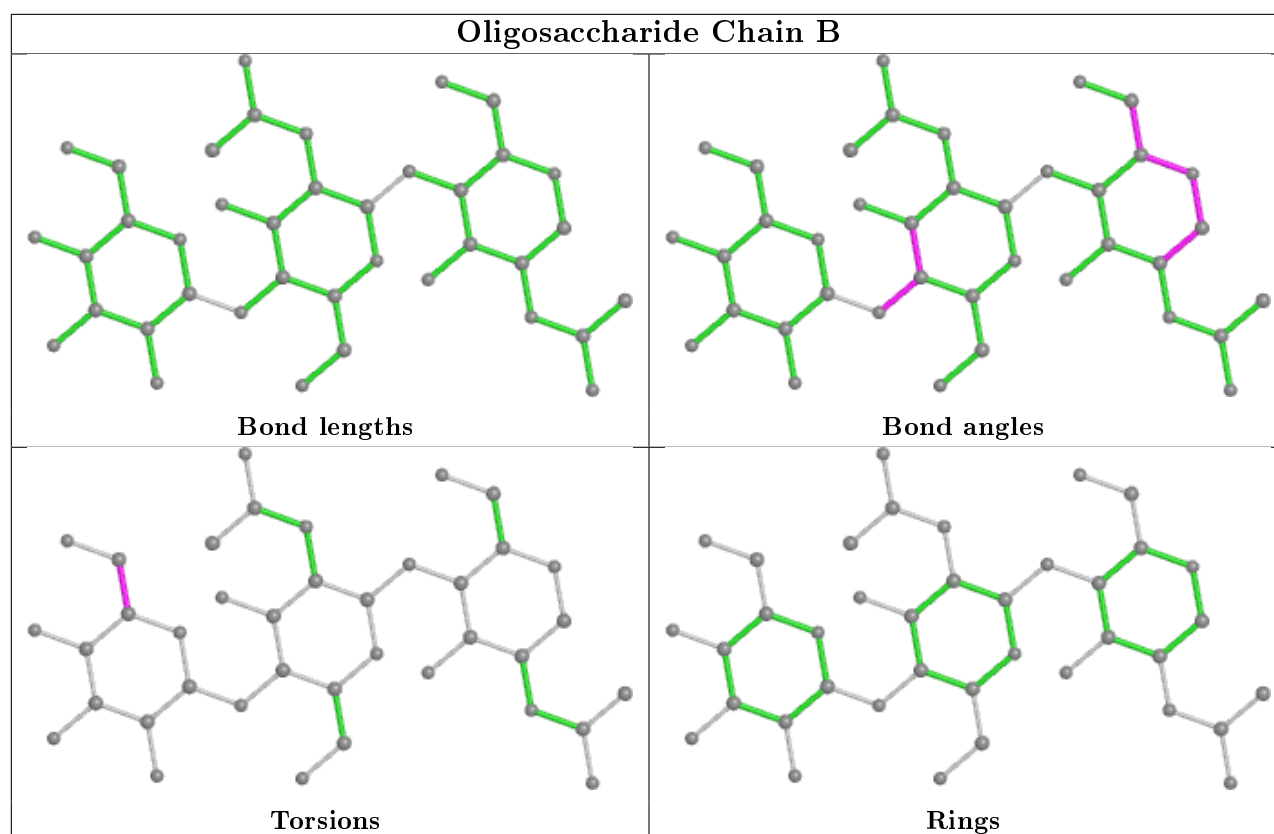 Oligosaccharide Chain B
Bond lengths
Bond angles
Torsions
Rings